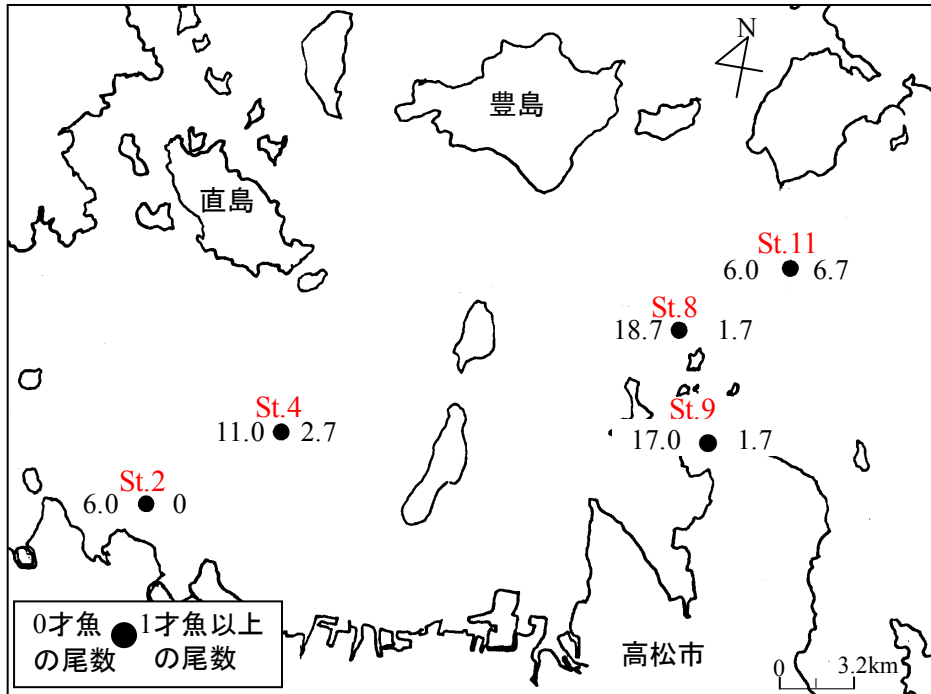 N
豊島
直島
St.11
6.0 6.7
St.8
18.7 1.7
St.4
11.0 2.7
St.9
17.0 1.7
St.2
6.0 0
0才魚
の尾数
1才魚以上
の尾数
高松市
0 3.2km